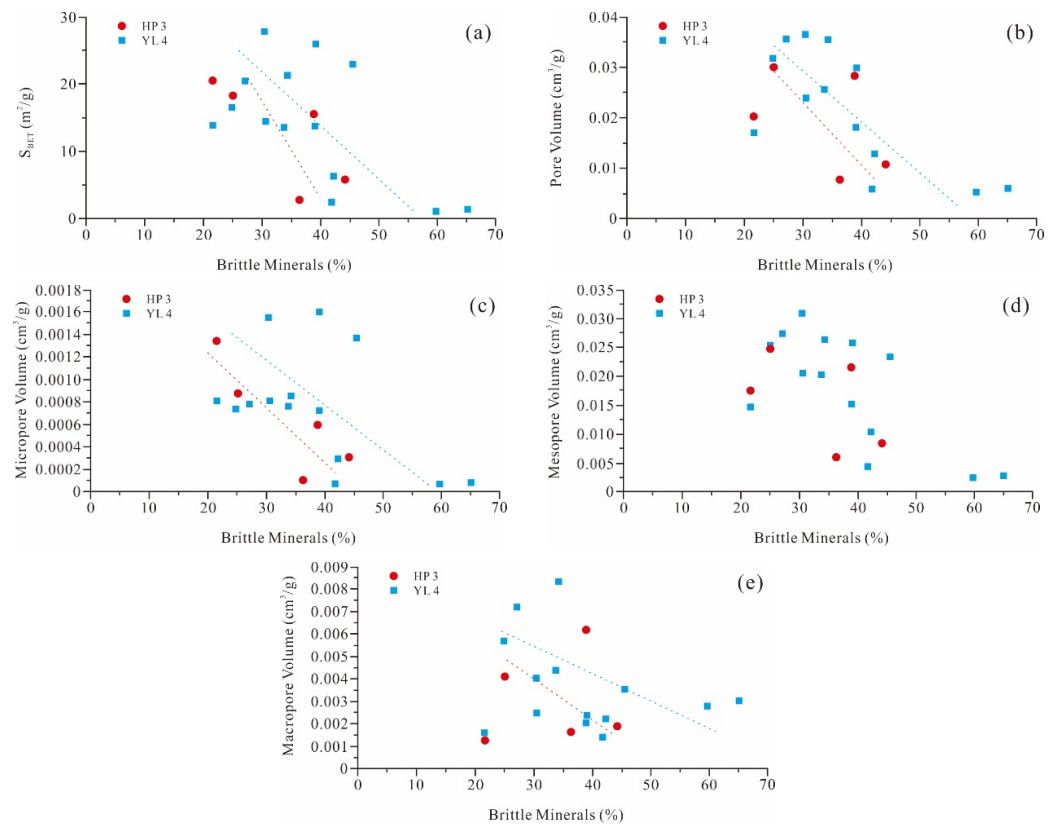 HP 3
YL 4
(a)
30
20
10
0
S_BET (m²/g)
0 10 20 30 40 50 60 70
Brittle Minerals (%)
HP 3
YL 4
(b)
0.04
0.03
0.02
0.01
0
Pore Volume (cm³/g)
0 10 20 30 40 50 60 70
Brittle Minerals (%)
HP 3
YL 4
(c)
0.0018
0.0016
0.0014
0.0012
0.0010
0.0008
0.0006
0.0004
0.0002
0
Micropore Volume (cm³/g)
0 10 20 30 40 50 60 70
Brittle Minerals (%)
HP 3
YL 4
(d)
0.035
0.030
0.025
0.020
0.015
0.010
0.005
0
Mesopore Volume (cm³/g)
0 10 20 30 40 50 60 70
Brittle Minerals (%)
HP 3
YL 4
(e)
0.009
0.008
0.007
0.006
0.005
0.004
0.003
0.002
0.001
0
Macropore Volume (cm³/g)
0 10 20 30 40 50 60 70
Brittle Minerals (%)